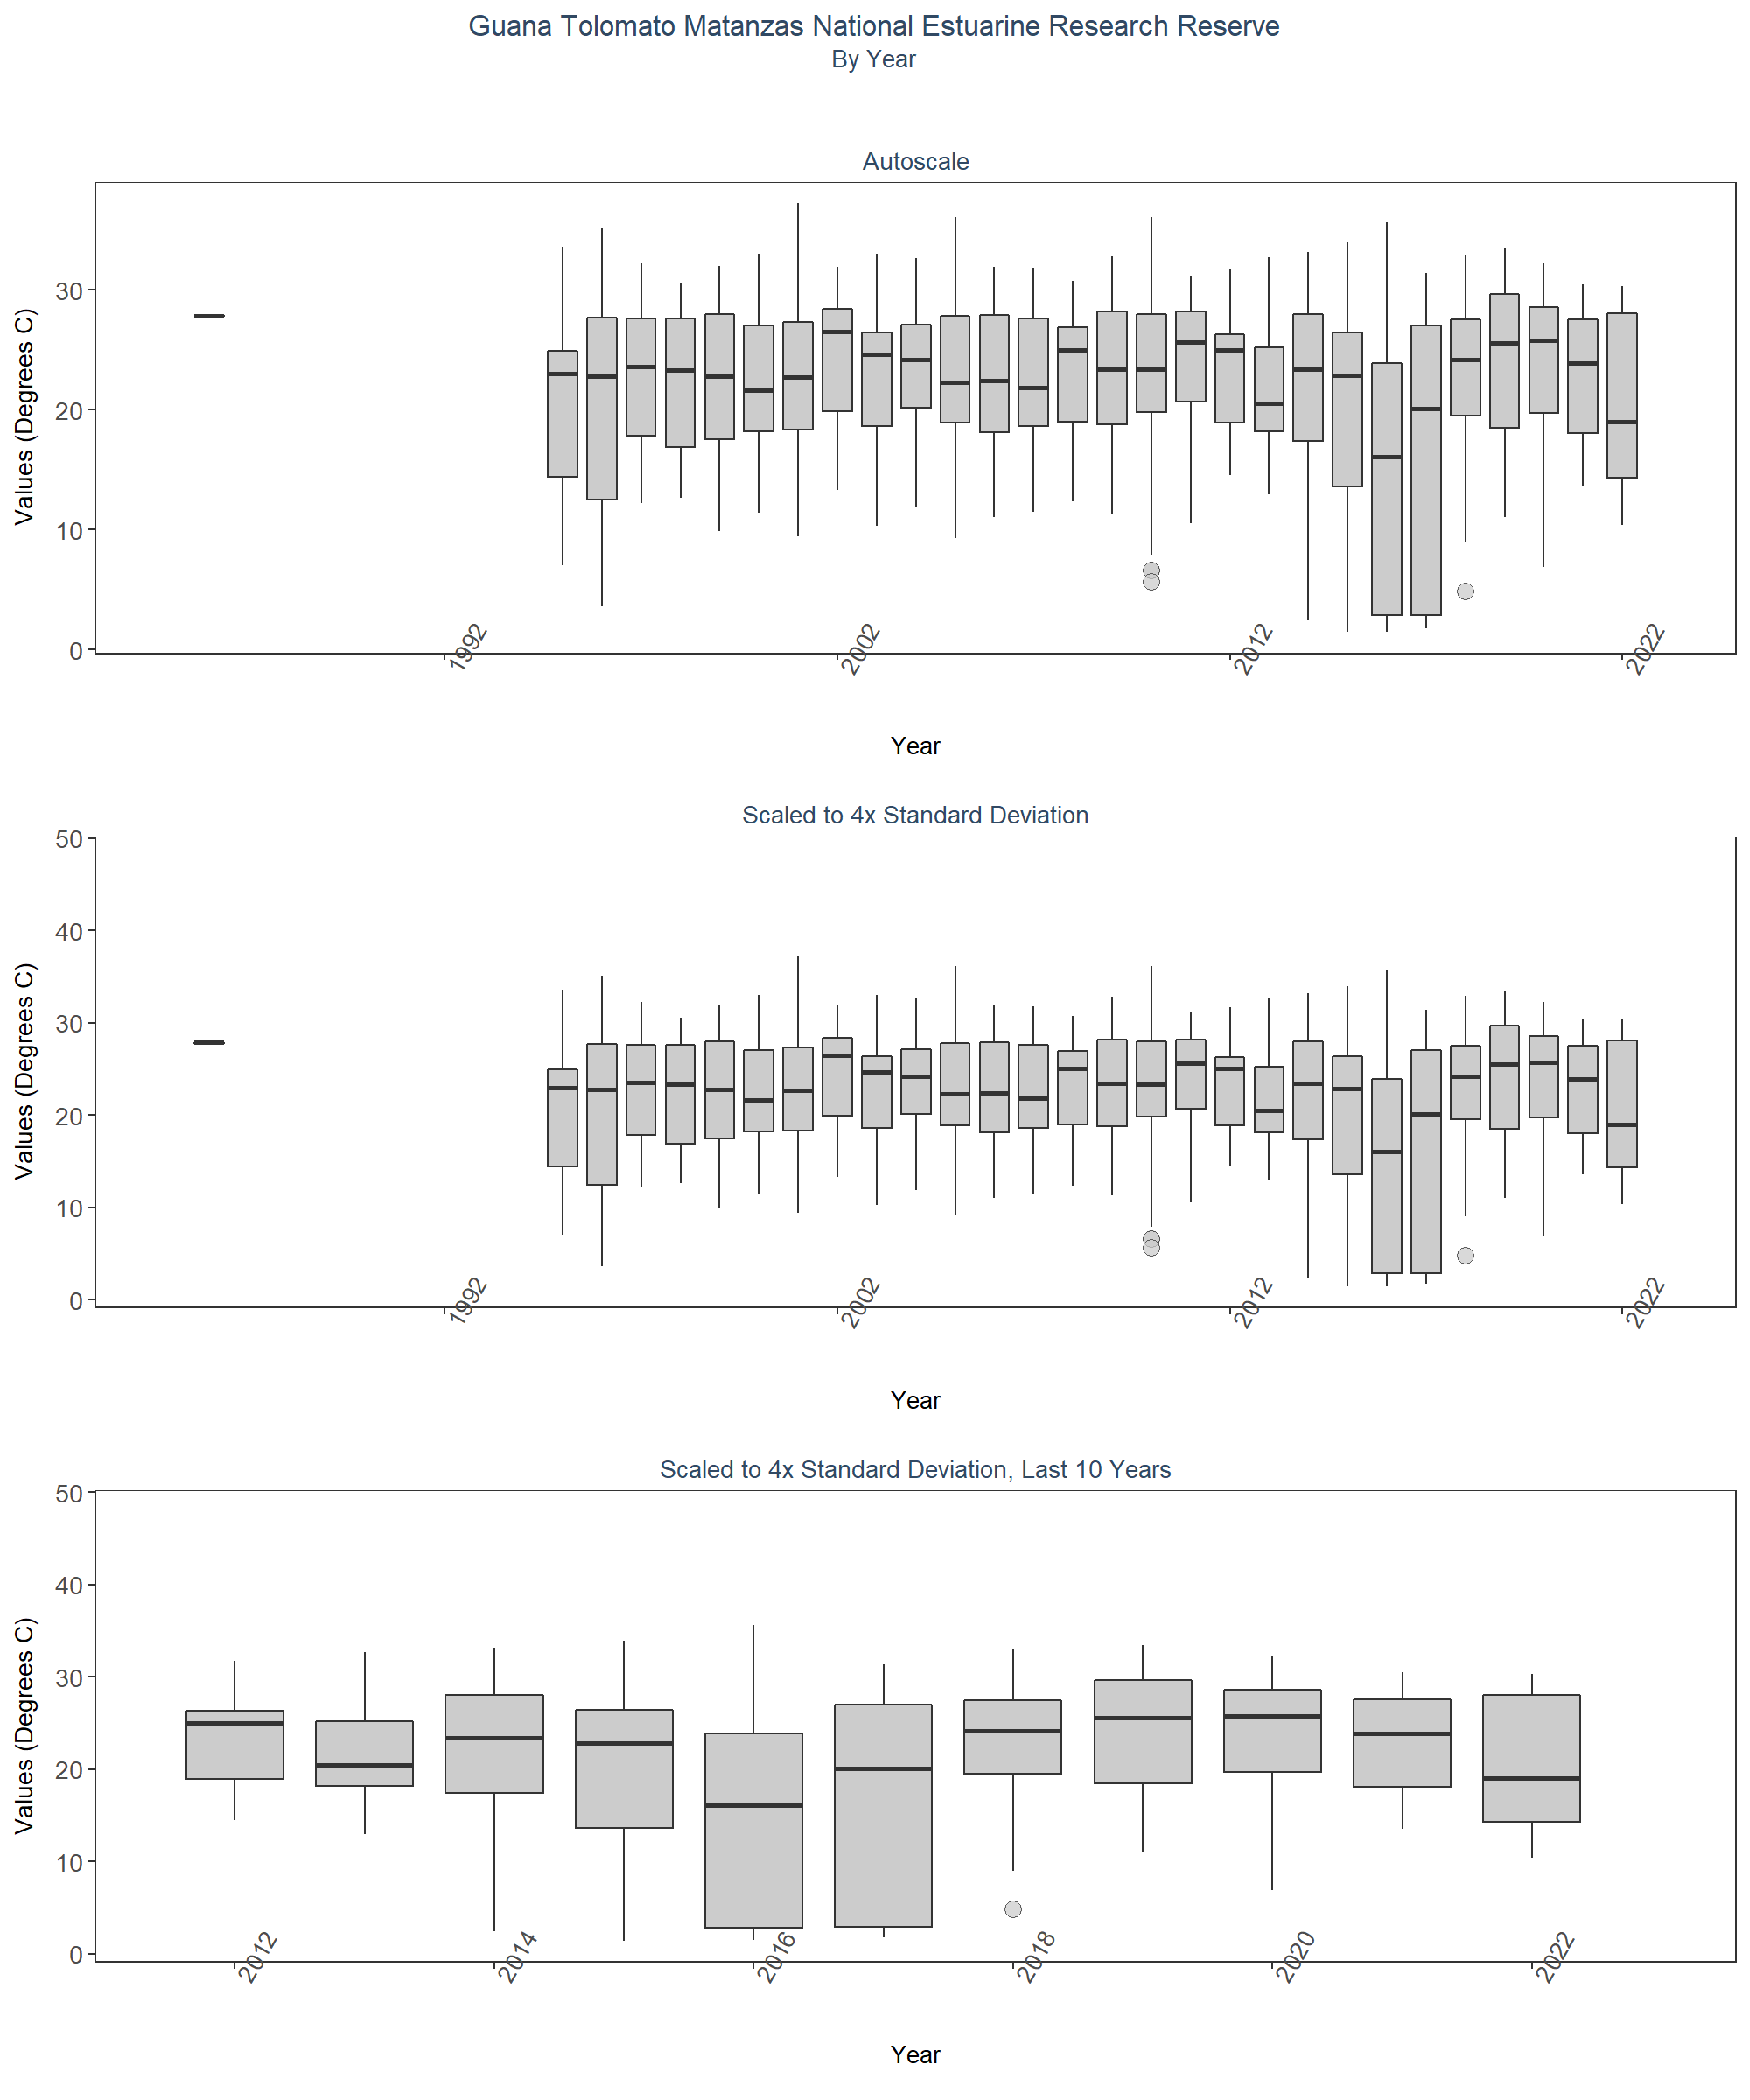 Guana Tolomato Matanzas National Estuarine Research Reserve
By Year
Autoscale
Values (Degrees C)
30
20
10
0
1992 2002 2012 2022
Year
Scaled to 4x Standard Deviation
Values (Degrees C)
50
40
30
20
10
0
1992 2002 2012 2022
Year
Scaled to 4x Standard Deviation, Last 10 Years
Values (Degrees C)
50
40
30
20
10
0
2012 2014 2016 2018 2020 2022
Year